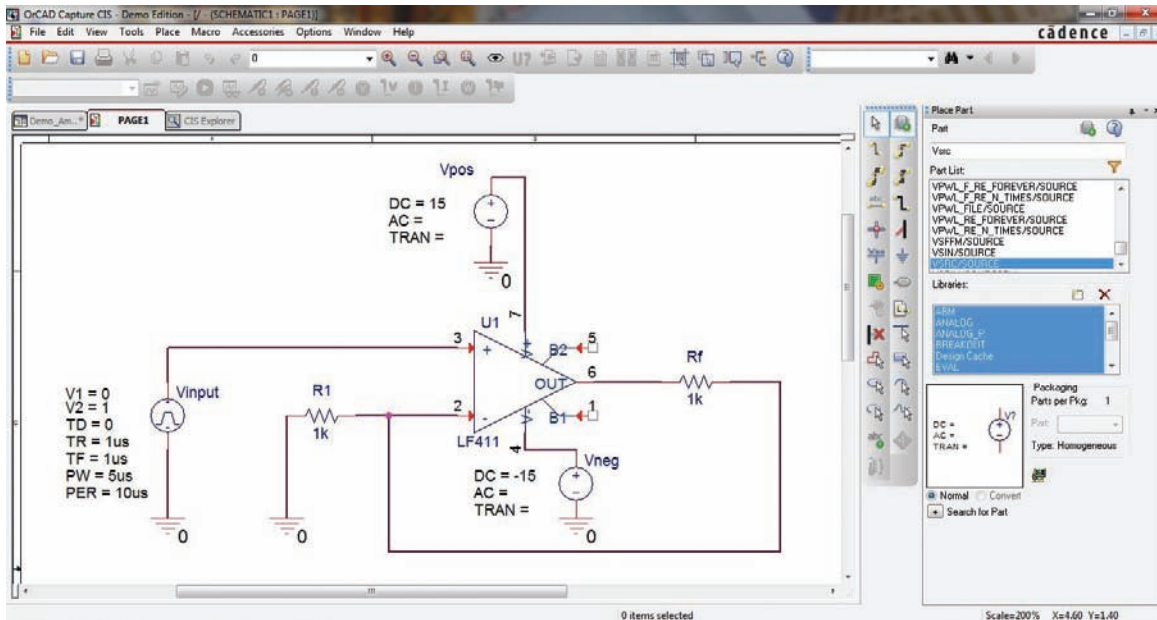 OrCAD Capture CIS - Demo Edition - [/ - (SCHEMATIC1 : PAGE1)]
File Edit View Tools Place Macro Accessories Options Window Help
cādence
0
U?
Demo_Am...* PAGE1 CIS Explorer
Vpos
DC = 15
AC =
TRAN =
0
U1
7
3
V+
B2
5
OUT
6
Rf
1k
2
B1
1
V-
LF411
4
V1 = 0
V2 = 1
TD = 0
TR = 1us
TF = 1us
PW = 5us
PER = 10us
Vinput
0
R1
1k
0
Vneg
DC = -15
AC =
TRAN =
0
Place Part
Part
Vsrc
Part List:
VPWL_F_RE_FOREVER/SOURCE
VPWL_F_RE_N_TIMES/SOURCE
VPWL_FILE/SOURCE
VPWL_RE_FOREVER/SOURCE
VPWL_RE_N_TIMES/SOURCE
VSFFM/SOURCE
VSIN/SOURCE
VSRC/SOURCE
Libraries:
ABM
ANALOG
ANALOG_P
BREAKOUT
Design Cache
EVAL
DC =
AC =
TRAN =
V?
Packaging
Parts per Pkg: 1
Part:
Type: Homogeneous
Normal Convert
Search for Part
0 items selected
Scale=200% X=4.60 Y=1.40